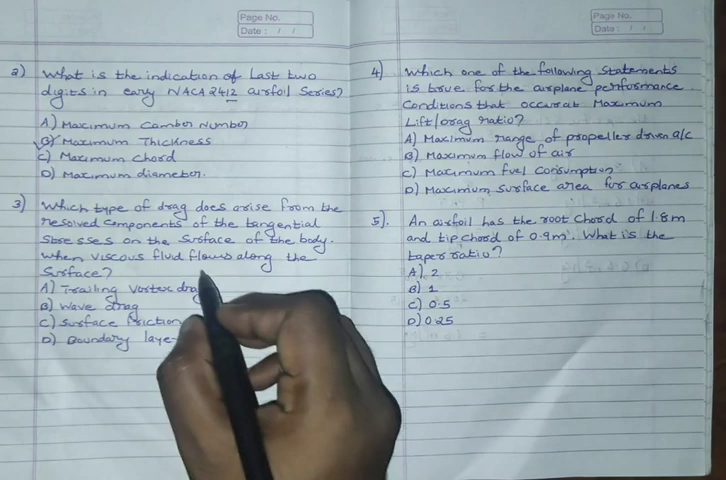 Page No.
Date: / /
2) What is the indication of last two
digits in early NACA 2412 airfoil series?
A) Maximum Camber Number
B) Maximum Thickness
C) Maximum chord
D) Maximum diameter.
3) Which type of drag does arise from the
resolved components of the tangential
stresses on the surface of the body.
when viscous fluid flows along the
surface?
A) Trailing vortex drag
B) Wave drag
C) Surface friction
D) Boundary laye
Page No.
Date: / /
4) Which one of the following statements
is true for the airplane performance
conditions that occur at Maximum
Lift/drag ratio?
A) Maximum range of propeller driven a/c
B) Maximum flow of air
C) Maximum fuel consumption
D) Maximum surface area for airplanes
5). An airfoil has the root chord of 1.8m
and tip chord of 0.9m. What is the
taper ratio?
A) 2
B) 1
C) 0.5
D) 0.25